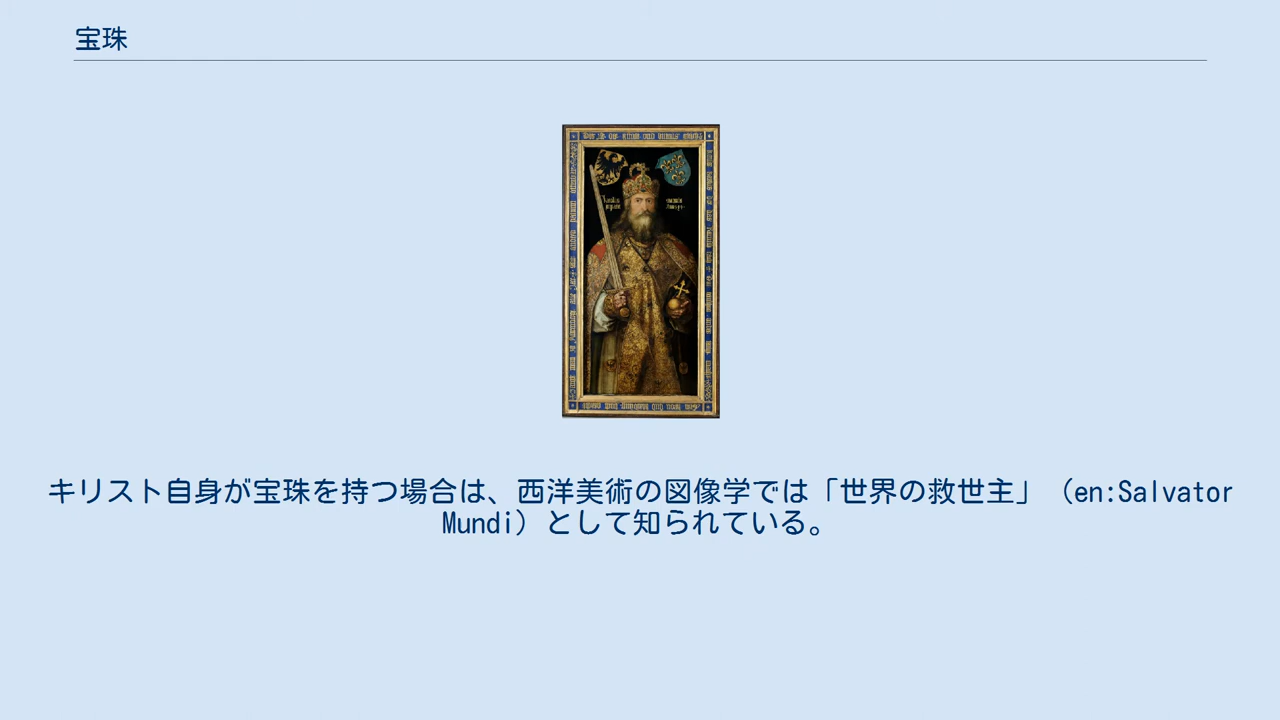 宝珠
キリスト自身が宝珠を持つ場合は、西洋美術の図像学では「世界の救世主」（en:Salvator
Mundi）として知られている。